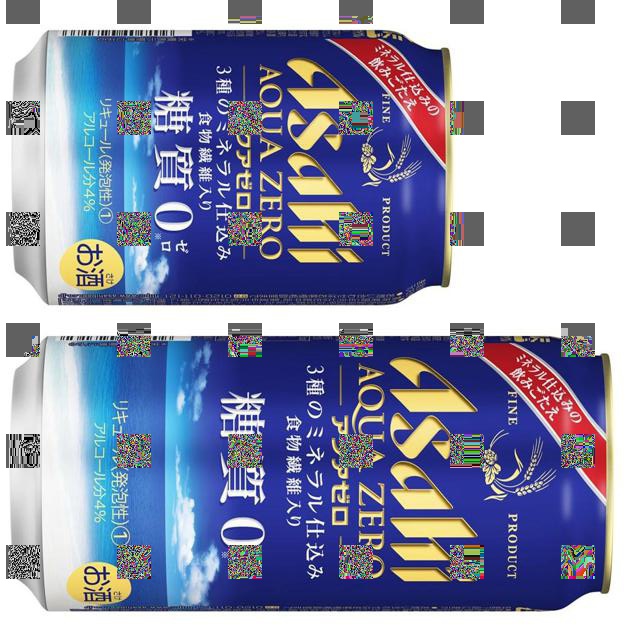 ミネラル仕込みの
飲みごたえ
FINE
PRODUCT
Asahi
AQUA ZERO
アクアゼロ
3種のミネラル仕込み
食物繊維入り
糖質0※
ゼロ
リキュール(発泡性)①
アルコール分4%
お酒
さけ
ミネラル仕込みの
飲みごたえ
FINE
PRODUCT
Asahi
AQUA ZERO
アクアゼロ
3種のミネラル仕込み
食物繊維入り
糖質0※
リキュール(発泡性)①
アルコール分4%
お酒